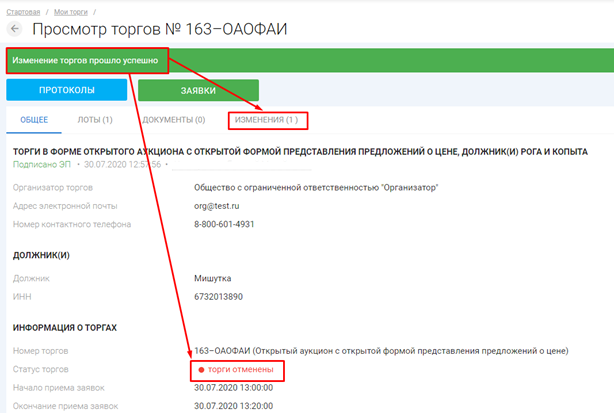 Стартовая / Мои торги /
Просмотр торгов № 163–ОАОФАИ
Изменение торгов прошло успешно
ПРОТОКОЛЫ ЗАЯВКИ
ОБЩЕЕ ЛОТЫ (1) ДОКУМЕНТЫ (0) ИЗМЕНЕНИЯ (1 )
ТОРГИ В ФОРМЕ ОТКРЫТОГО АУКЦИОНА С ОТКРЫТОЙ ФОРМОЙ ПРЕДСТАВЛЕНИЯ ПРЕДЛОЖЕНИЙ О ЦЕНЕ, ДОЛЖНИК(И) РОГА И КОПЫТА
Подписано ЭП • 30.07.2020 12:57:56 •
Организатор торгов Общество с ограниченной ответственностью "Организатор"
Адрес электронной почты org@test.ru
Номер контактного телефона 8-800-601-4931
ДОЛЖНИК(И)
Должник Мишутка
ИНН 6732013890
ИНФОРМАЦИЯ О ТОРГАХ
Номер торгов 163–ОАОФАИ (Открытый аукцион с открытой формой представления предложений о цене)
Статус торгов торги отменены
Начало приема заявок 30.07.2020 13:00:00
Окончание приема заявок 30.07.2020 13:20:00